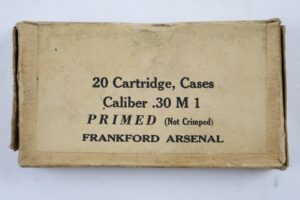 20 Cartridge, Cases
Caliber .30 M 1
PRIMED (Not Crimped)
FRANKFORD ARSENAL